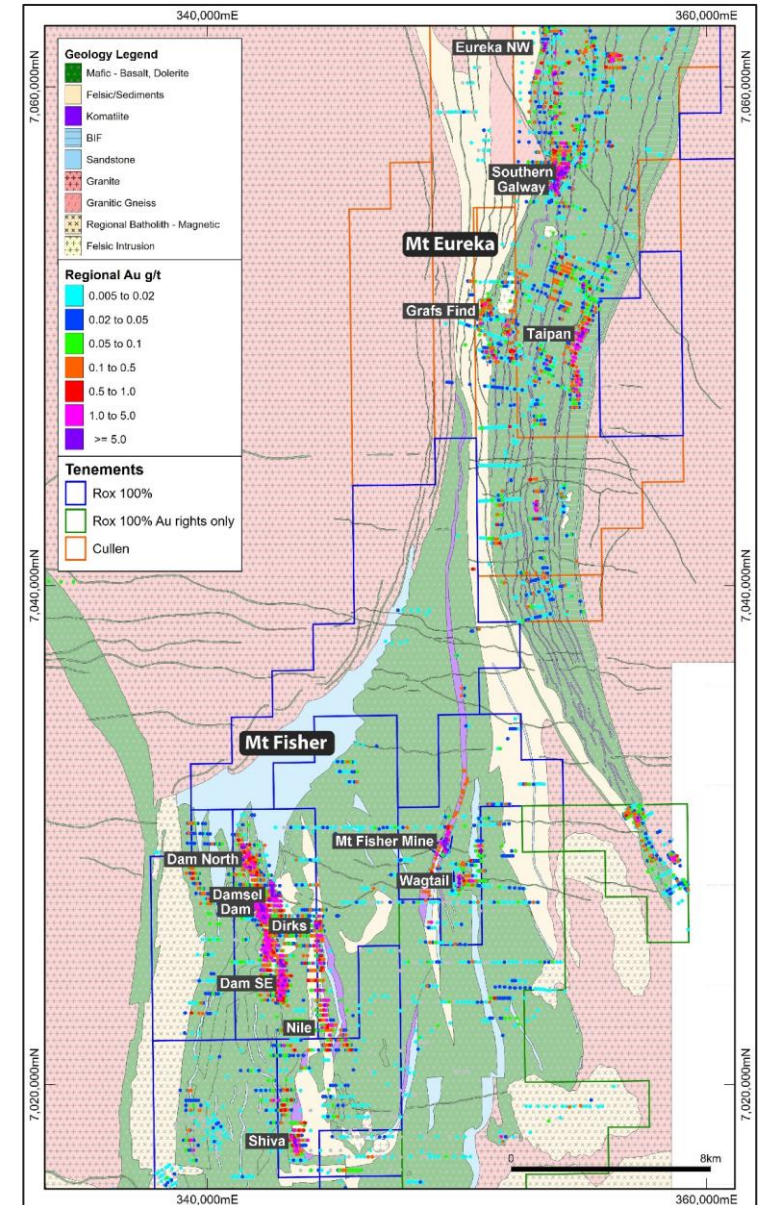 340,000mE
360,000mE
7,060,000mN
7,060,000mN
Geology Legend
Mafic - Basalt, Dolerite
Felsic/Sediments
Komatiite
BIF
Sandstone
Granite
Granitic Gneiss
Regional Batholith - Magnetic
Felsic Intrusion
Regional Au g/t
0.005 to 0.02
0.02 to 0.05
0.05 to 0.1
0.1 to 0.5
0.5 to 1.0
1.0 to 5.0
>= 5.0
Tenements
Rox 100%
Rox 100% Au rights only
Cullen
Eureka NW
Southern
Galway
Mt Eureka
Grafs Find
Taipan
7,040,000mN
7,040,000mN
Mt Fisher
Mt Fisher Mine
Dam North
Wagtail
Damsel
Dam
Dirks
Dam SE
Nile
7,020,000mN
7,020,000mN
Shiva
0
8km
340,000mE
360,000mE